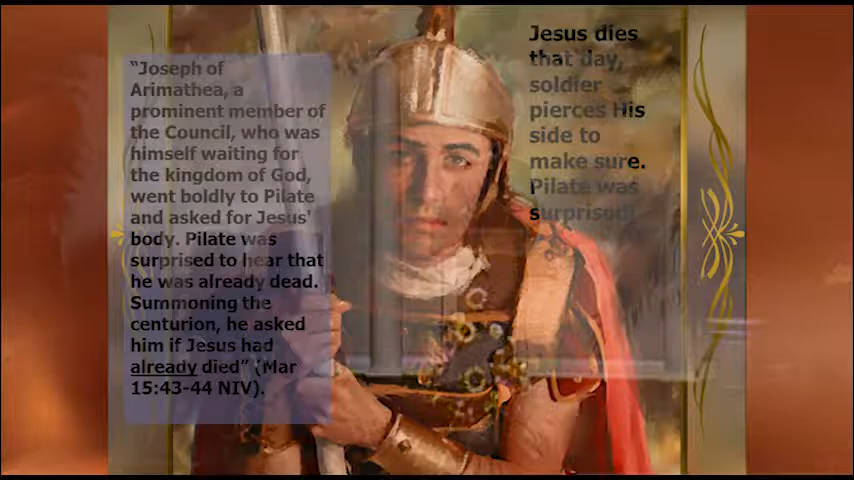 “Joseph of
Arimathea, a
prominent member of
the Council, who was
himself waiting for
the kingdom of God,
went boldly to Pilate
and asked for Jesus'
body. Pilate was
surprised to hear that
he was already dead.
Summoning the
centurion, he asked
him if Jesus had
already died” (Mar
15:43-44 NIV).
Jesus dies
that day,
soldier
pierces His
side to
make sure.
Pilate was
surprised!